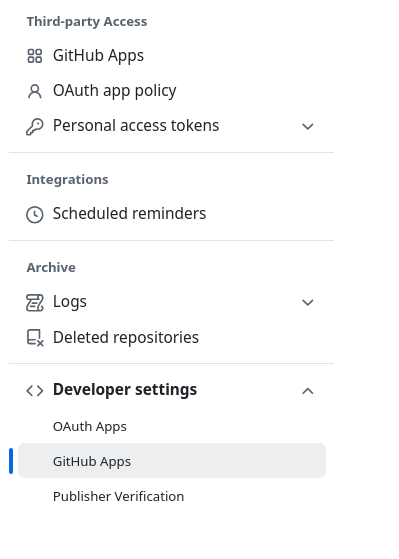 Third-party Access
GitHub Apps
OAuth app policy
Personal access tokens
Integrations
Scheduled reminders
Archive
Logs
Deleted repositories
Developer settings
OAuth Apps
GitHub Apps
Publisher Verification